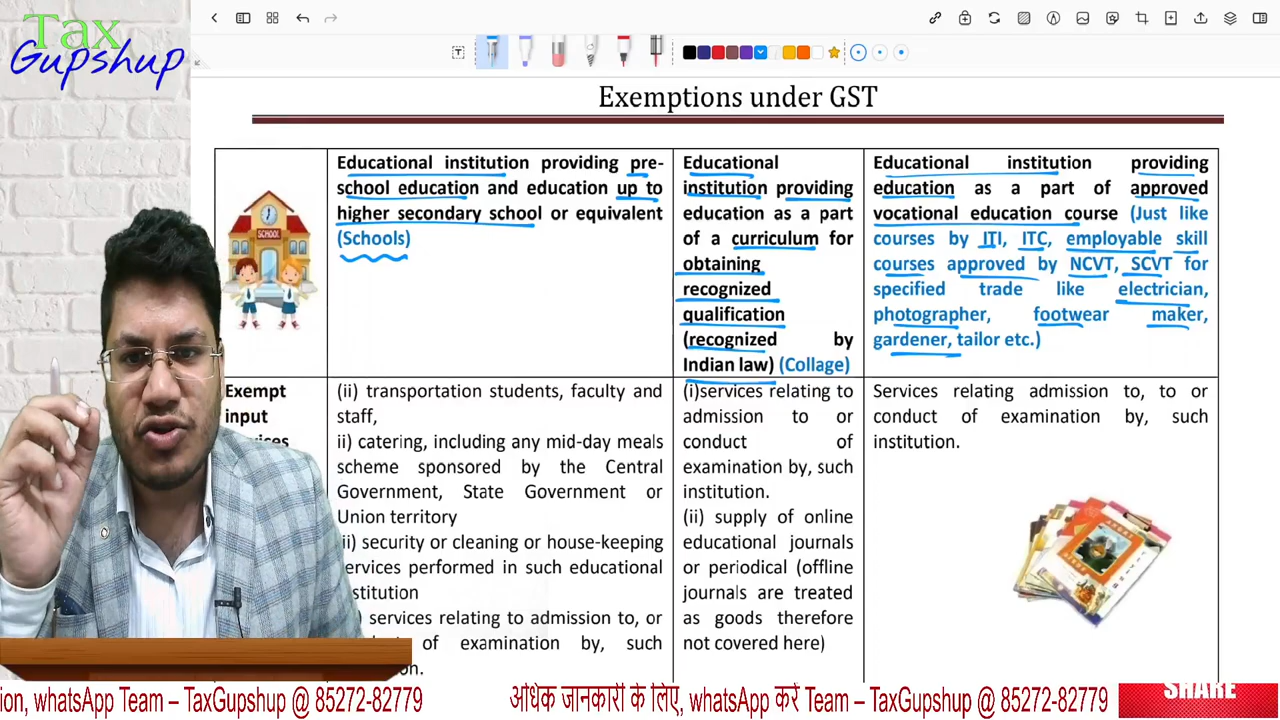 Tax
Gupshup
Exemptions under GST
SCHOOL
Educational institution providing pre-
school education and education up to
higher secondary school or equivalent
(Schools)
Educational
institution providing
education as a part
of a curriculum for
obtaining
recognized
qualification
(recognized by
Indian law) (Collage)
Educational institution providing
education as a part of approved
vocational education course (Just like
courses by ITI, ITC, employable skill
courses approved by NCVT, SCVT for
specified trade like electrician,
photographer, footwear maker,
gardener, tailor etc.)
Exempt
input
(ii) transportation students, faculty and
staff,
ii) catering, including any mid-day meals
scheme sponsored by the Central
Government, State Government or
Union territory
ii) security or cleaning or house-keeping
ervices performed in such educational
stitution
) services relating to admission to, or
of examination by, such
on.
(i)services relating to
admission to or
conduct of
examination by, such
institution.
(ii) supply of online
educational journals
or periodical (offline
journals are treated
as goods therefore
not covered here)
Services relating admission to, to or
conduct of examination by, such
institution.
ion, whatsApp Team – TaxGupshup @ 85272-82779 अधिक जानकारी के लिए, whatsApp करें Team – TaxGupshup @ 85272-82779
SHARE